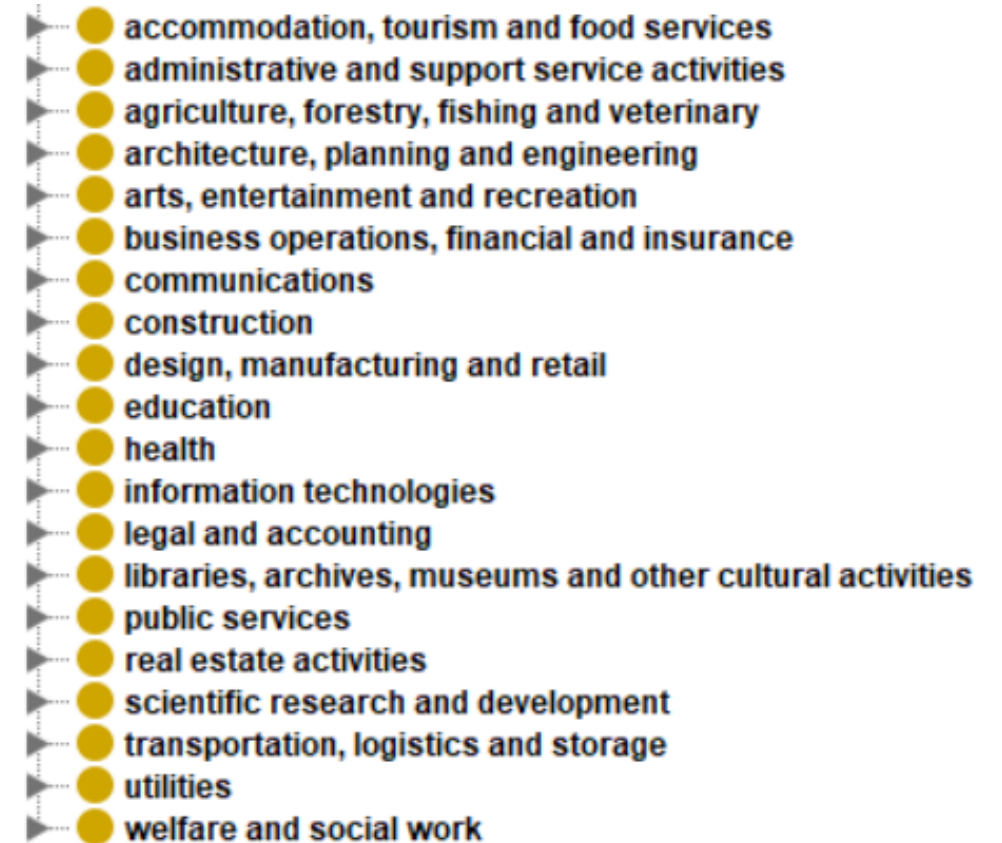 accommodation, tourism and food services
administrative and support service activities
agriculture, forestry, fishing and veterinary
architecture, planning and engineering
arts, entertainment and recreation
business operations, financial and insurance
communications
construction
design, manufacturing and retail
education
health
information technologies
legal and accounting
libraries, archives, museums and other cultural activities
public services
real estate activities
scientific research and development
transportation, logistics and storage
utilities
welfare and social work